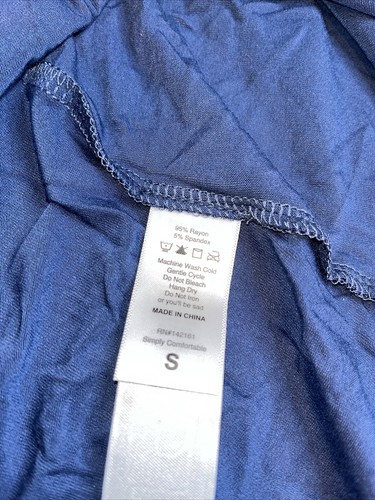 95% Rayon
5% Spandex
Machine Wash Cold
Gentle Cycle
Do Not Bleach
Hang Dry
Do Not Iron
or you'll be sad
MADE IN CHINA
RN#142161
Simply Comfortable
S